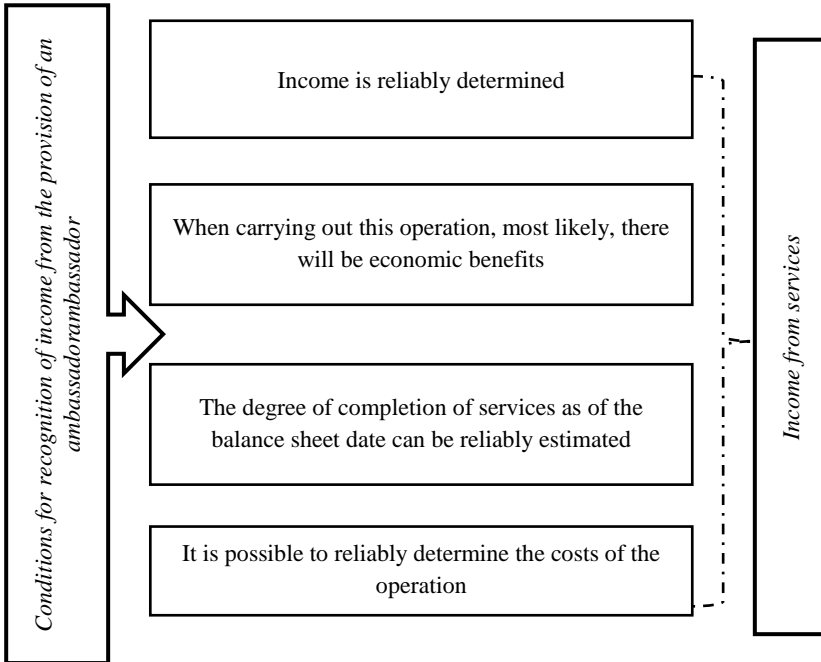 Conditions for recognition of income from the provision of an
ambassadorambassador
Income is reliably determined
When carrying out this operation, most likely, there
will be economic benefits
The degree of completion of services as of the
balance sheet date can be reliably estimated
It is possible to reliably determine the costs of the
operation
Income from services